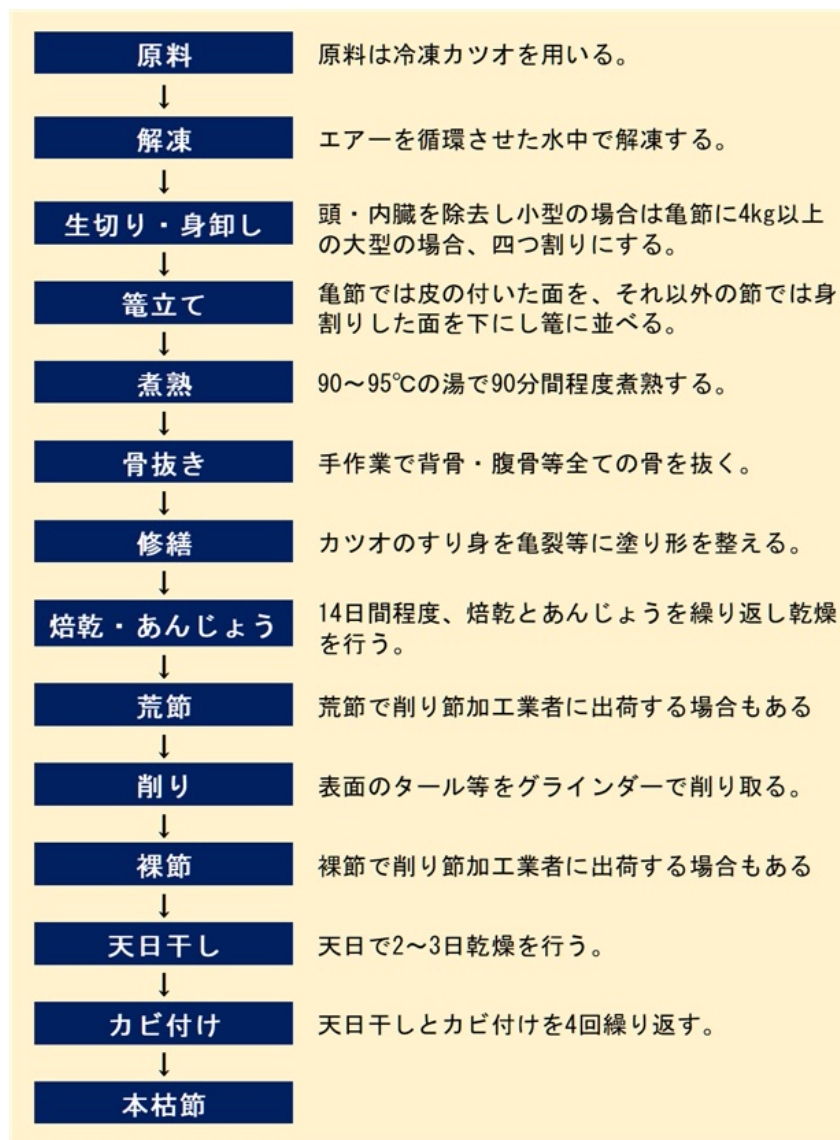 原料
原料は冷凍カツオを用いる。
↓
解凍
エアーを循環させた水中で解凍する。
↓
生切り・身卸し
頭・内臓を除去し小型の場合は亀節に4kg以上
の大型の場合、四つ割りにする。
↓
篭立て
亀節では皮の付いた面を、それ以外の節では身
割りした面を下にし篭に並べる。
↓
煮熟
90～95℃の湯で90分間程度煮熟する。
↓
骨抜き
手作業で背骨・腹骨等全ての骨を抜く。
↓
修繕
カツオのすり身を亀裂等に塗り形を整える。
↓
焙乾・あんじょう
14日間程度、焙乾とあんじょうを繰り返し乾燥
を行う。
↓
荒節
荒節で削り節加工業者に出荷する場合もある
↓
削り
表面のタール等をグラインダーで削り取る。
↓
裸節
裸節で削り節加工業者に出荷する場合もある
↓
天日干し
天日で2～3日乾燥を行う。
↓
カビ付け
天日干しとカビ付けを4回繰り返す。
↓
本枯節